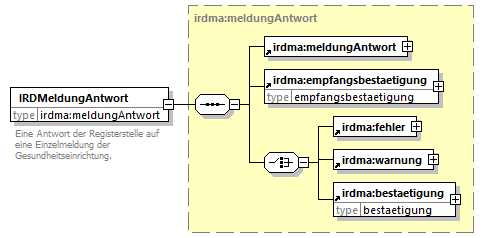 irdma:meldungAntwort
irdma:meldungAntwort
irdma:empfangsbestaetigung
type empfangsbestaetigung
IRDMeldungAntwort
type irdma:meldungAntwort
Eine Antwort der Registerstelle auf
eine Einzelmeldung der
Gesundheitseinrichtung.
irdma:fehler
irdma:warnung
irdma:bestaetigung
type bestaetigung